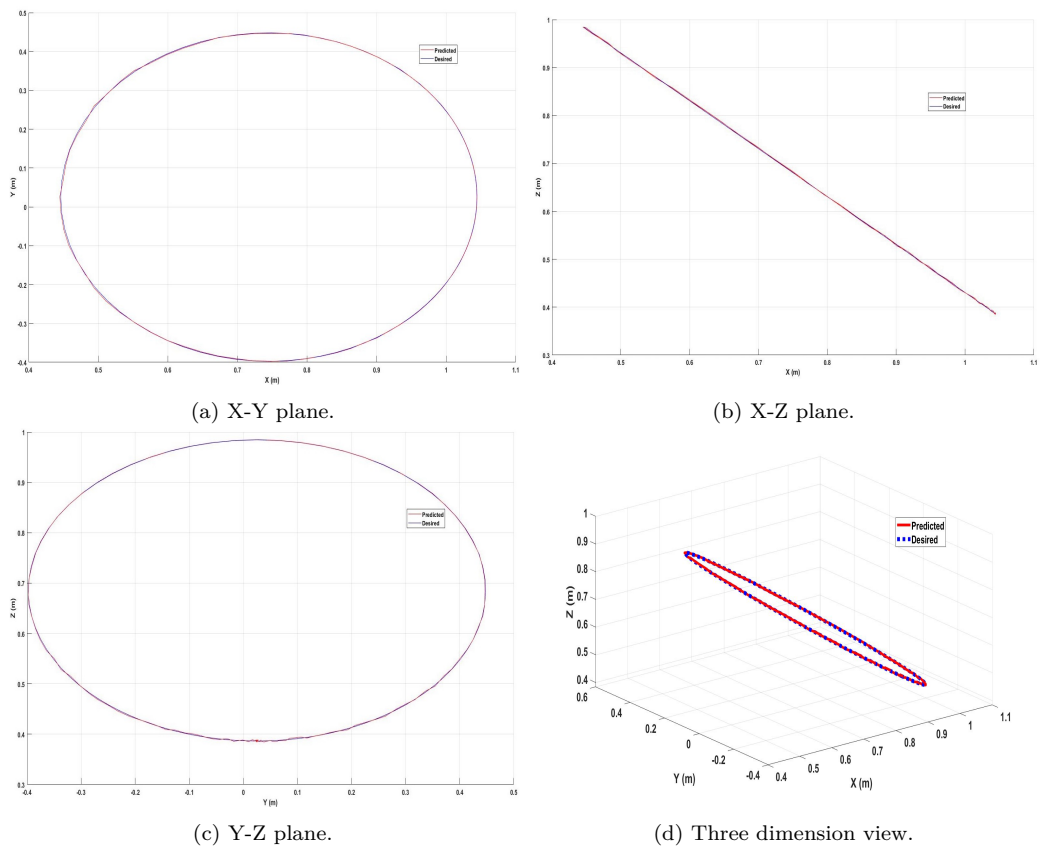 0.5
0.4
0.3
0.2
0.1
0
-0.1
-0.2
-0.3
-0.4
Y (m)
Predicted
Desired
0.4 0.5 0.6 0.7 0.8 0.9 1 1.1
X (m)
(a) X-Y plane.
1
0.9
0.8
0.7
0.6
0.5
0.4
0.3
Z (m)
Predicted
Desired
0.4 0.5 0.6 0.7 0.8 0.9 1 1.1
X (m)
(b) X-Z plane.
1
0.9
0.8
0.7
0.6
0.5
0.4
0.3
Z (m)
Predicted
Desired
-0.4 -0.3 -0.2 -0.1 0 0.1 0.2 0.3 0.4 0.5
Y (m)
(c) Y-Z plane.
1
0.9
0.8
0.7
0.6
0.5
0.4
Z (m)
Predicted
Desired
0.6
0.4
0.2
0
-0.2
-0.4
Y (m)
0.4
0.5
0.6
0.7
0.8
0.9
1
1.1
X (m)
(d) Three dimension view.